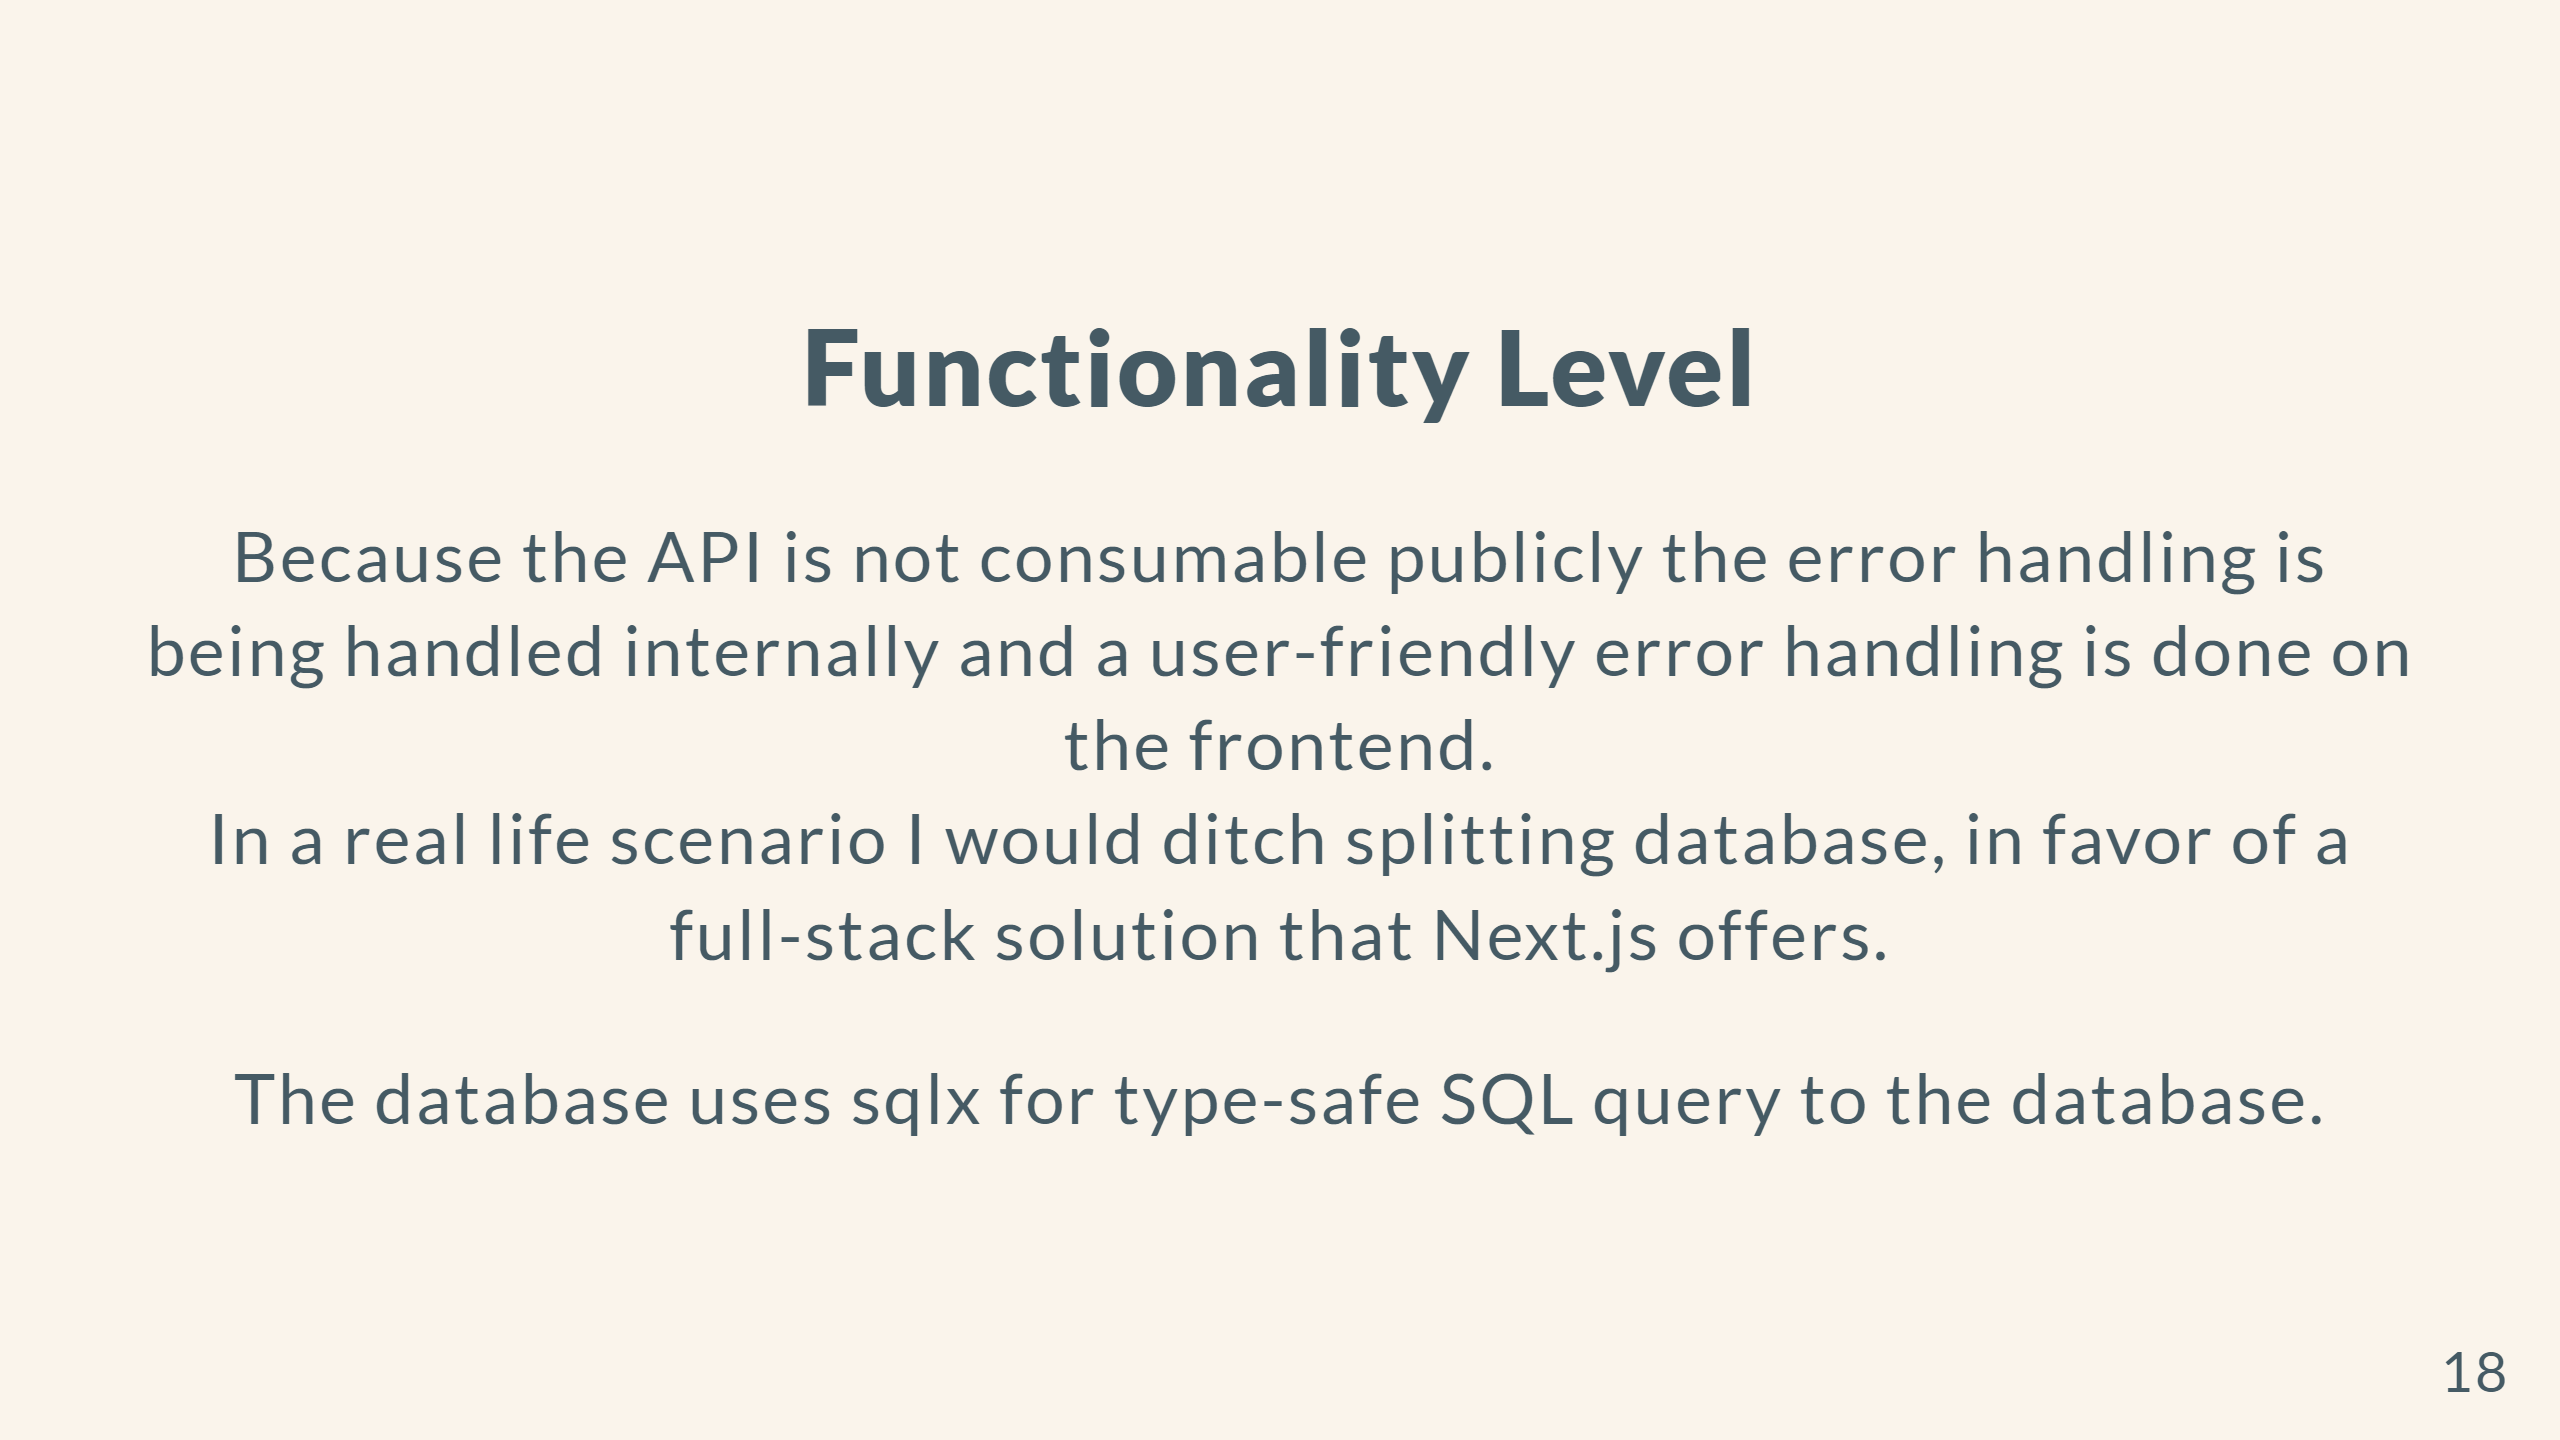 Functionality Level
Because the API is not consumable publicly the error handling is
being handled internally and a user-friendly error handling is done on
the frontend.
In a real life scenario I would ditch splitting database, in favor of a
full-stack solution that Next.js offers.
The database uses sqlx for type-safe SQL query to the database.
18